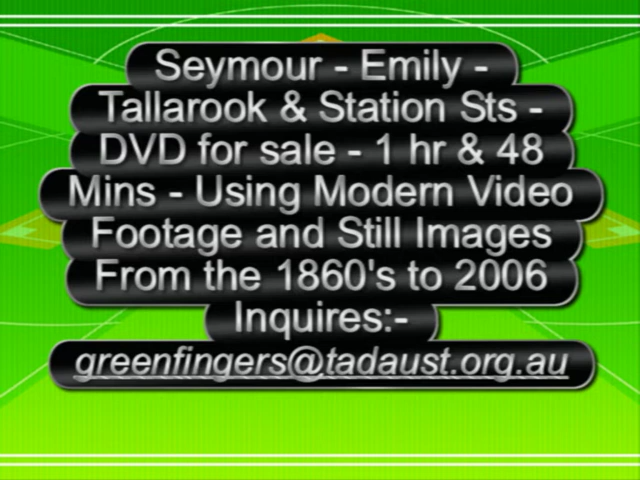 Seymour - Emily -
Tallarook & Station Sts -
DVD for sale - 1 hr & 48
Mins - Using Modern Video
Footage and Still Images
From the 1860's to 2006
Inquires:-
greenfingers@tadaust.org.au